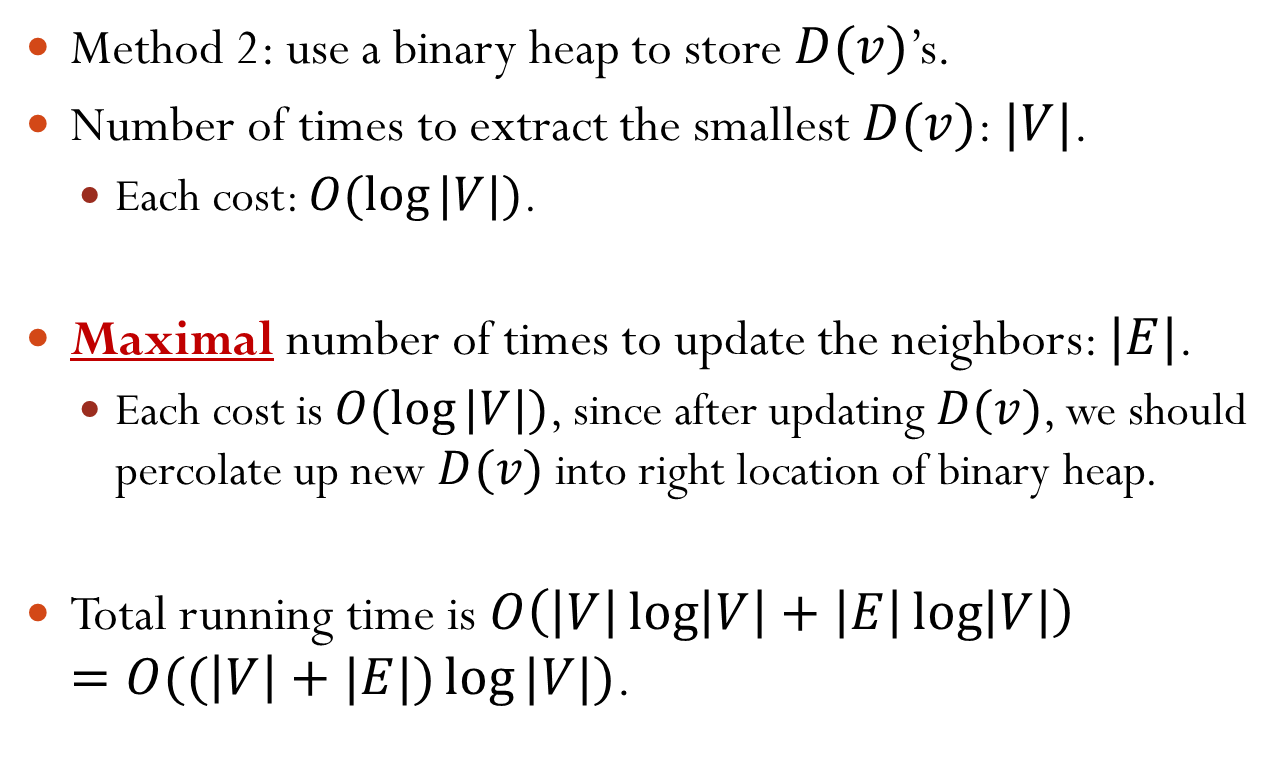 • Method 2: use a binary heap to store D(v)’s.
• Number of times to extract the smallest D(v): |V|.
• Each cost: O(log |V|).
• Maximal number of times to update the neighbors: |E|.
• Each cost is O(log |V|), since after updating D(v), we should
percolate up new D(v) into right location of binary heap.
• Total running time is O(|V| log|V| + |E| log|V|)
= O((|V| + |E|) log |V|).